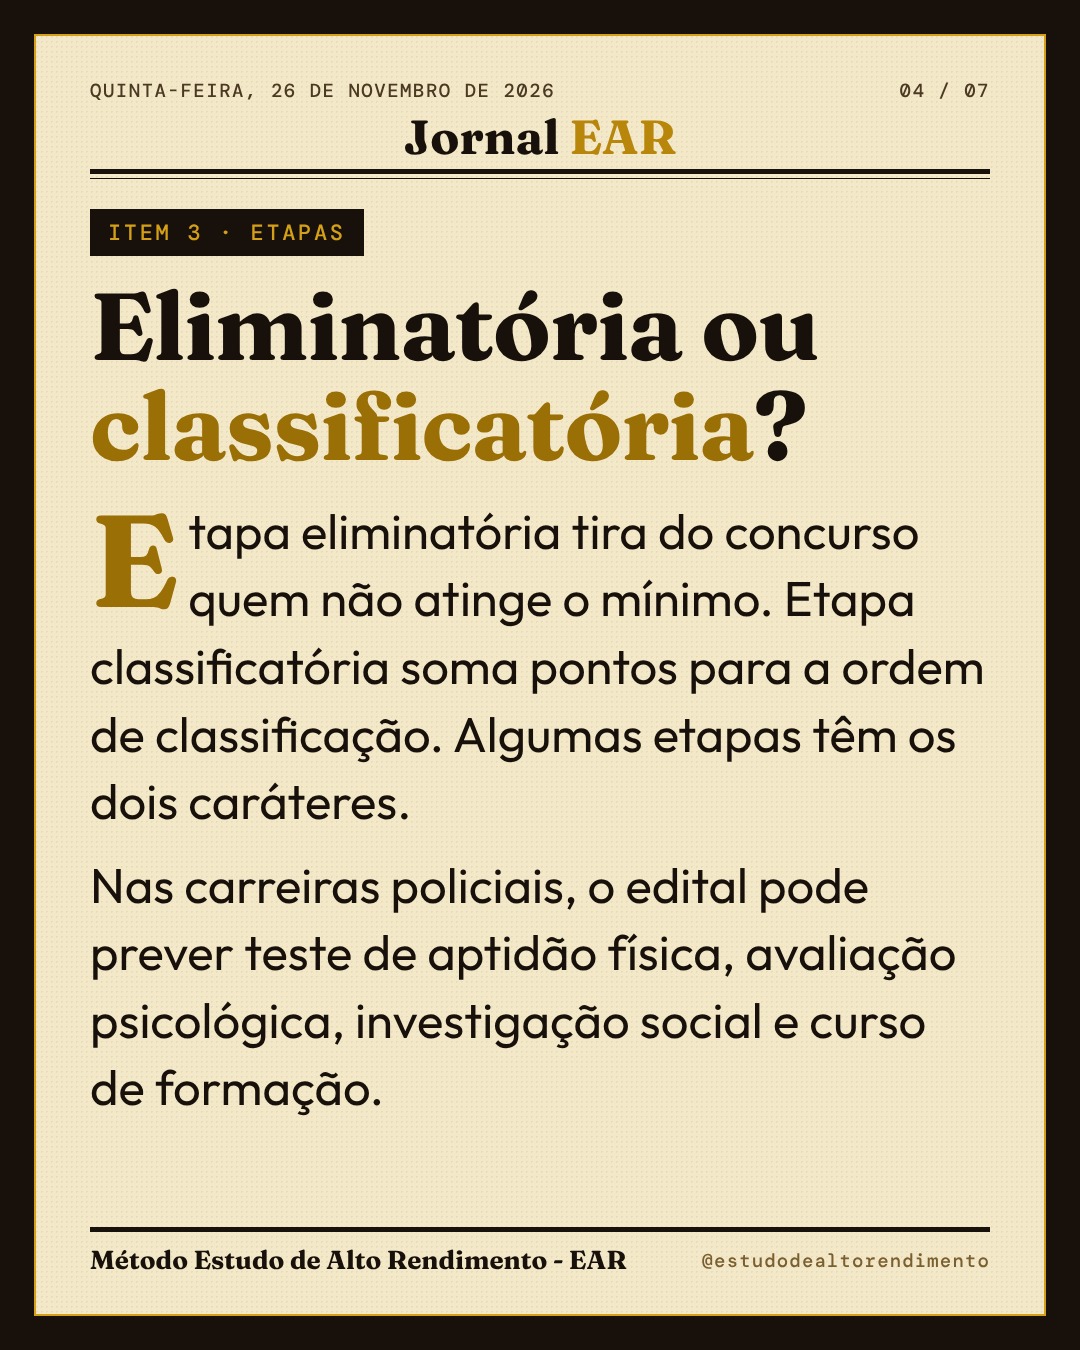 QUINTA-FEIRA, 26 DE NOVEMBRO DE 2026
04 / 07
Jornal EAR
ITEM 3 · ETAPAS
Eliminatória ou
classificatória?
Etapa eliminatória tira do concurso
quem não atinge o mínimo. Etapa
classificatória soma pontos para a ordem
de classificação. Algumas etapas têm os
dois caráteres.
Nas carreiras policiais, o edital pode
prever teste de aptidão física, avaliação
psicológica, investigação social e curso
de formação.
Método Estudo de Alto Rendimento - EAR
@estudodealtorendimento